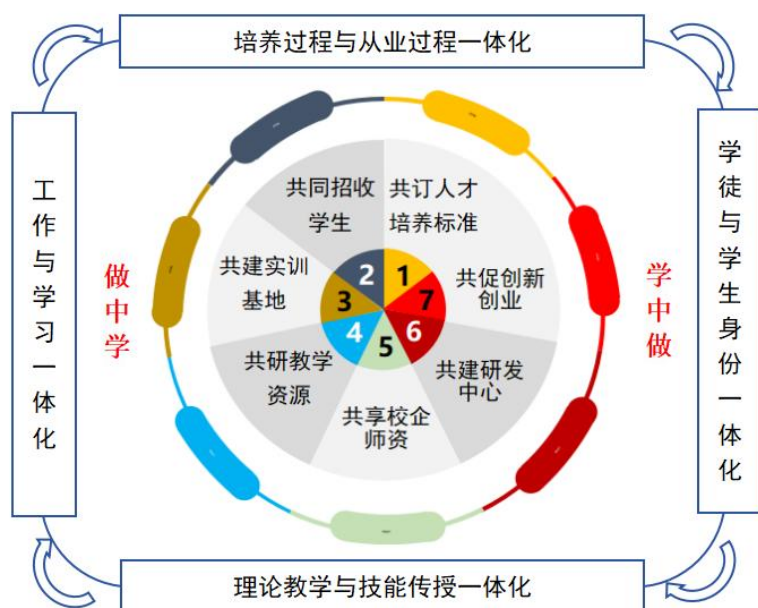 培养过程与从业过程一体化
工作与学习一体化
学徒与学生身份一体化
做中学
学中做
共同招收
学生
共订人才
培养标准
共建实训
基地
共促创新
创业
共研教学
资源
共建研发
中心
共享校企
师资
1
2
3
4
5
6
7
理论教学与技能传授一体化